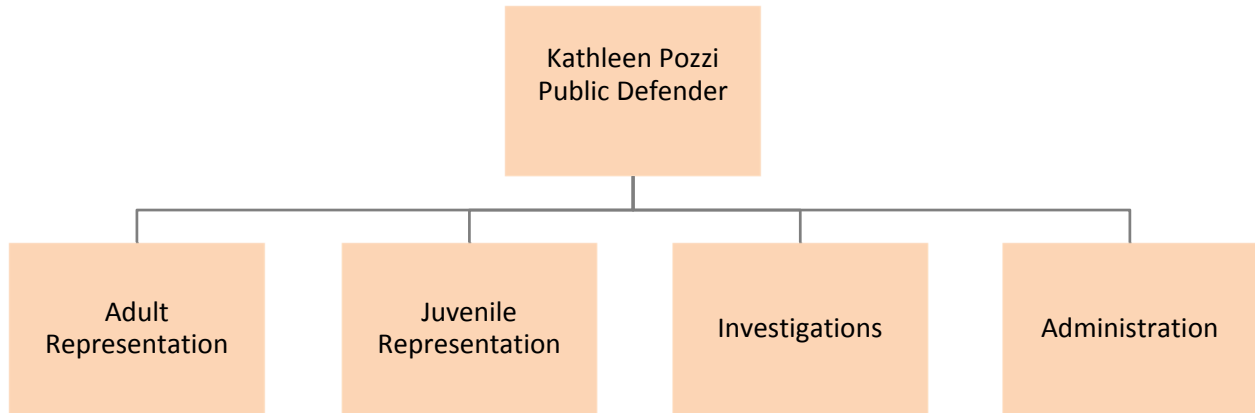 Kathleen Pozzi
Public Defender
Adult
Representation
Juvenile
Representation
Investigations
Administration